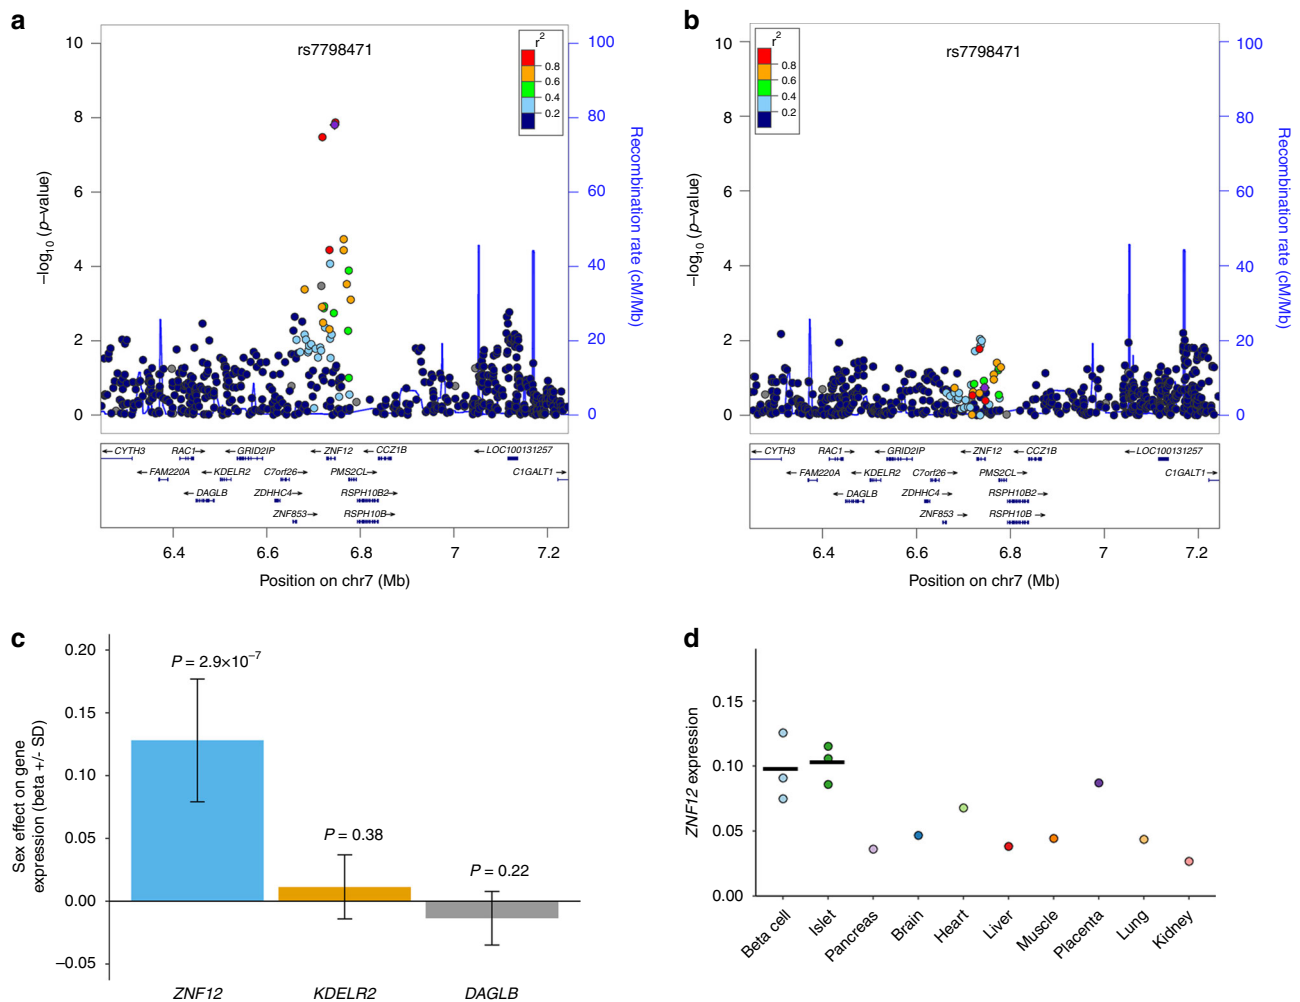 a
rs7798471
r2
0.8
0.6
0.4
0.2
10
8
6
4
2
0
–log10 (p–value)
100
80
60
40
20
0
Recombination rate (cM/Mb)
← CYTH3
RAC1 →
← GRID2IP
← ZNF12
← CCZ1B
← LOC100131257
← FAM220A
← KDELR2
C7orf26 →
PMS2CL →
C1GALT1 →
← DAGLB
ZDHHC4 →
RSPH10B2 →
ZNF853 →
RSPH10B →
6.4
6.6
6.8
7
7.2
Position on chr7 (Mb)
b
rs7798471
r2
0.8
0.6
0.4
0.2
10
8
6
4
2
0
–log10 (p–value)
100
80
60
40
20
0
Recombination rate (cM/Mb)
← CYTH3
RAC1 →
← GRID2IP
← ZNF12
← CCZ1B
← LOC100131257
← FAM220A
← KDELR2
C7orf26 →
PMS2CL →
C1GALT1 →
← DAGLB
ZDHHC4 →
RSPH10B2 →
ZNF853 →
RSPH10B →
6.4
6.6
6.8
7
7.2
Position on chr7 (Mb)
c
0.20
0.15
0.10
0.05
0.00
–0.05
Sex effect on gene
expression (beta +/- SD)
P = 2.9×10–7
P = 0.38
P = 0.22
ZNF12
KDELR2
DAGLB
d
0.15
0.10
0.05
0.00
ZNF12 expression
Beta cell
Islet
Pancreas
Brain
Heart
Liver
Muscle
Placenta
Lung
Kidney